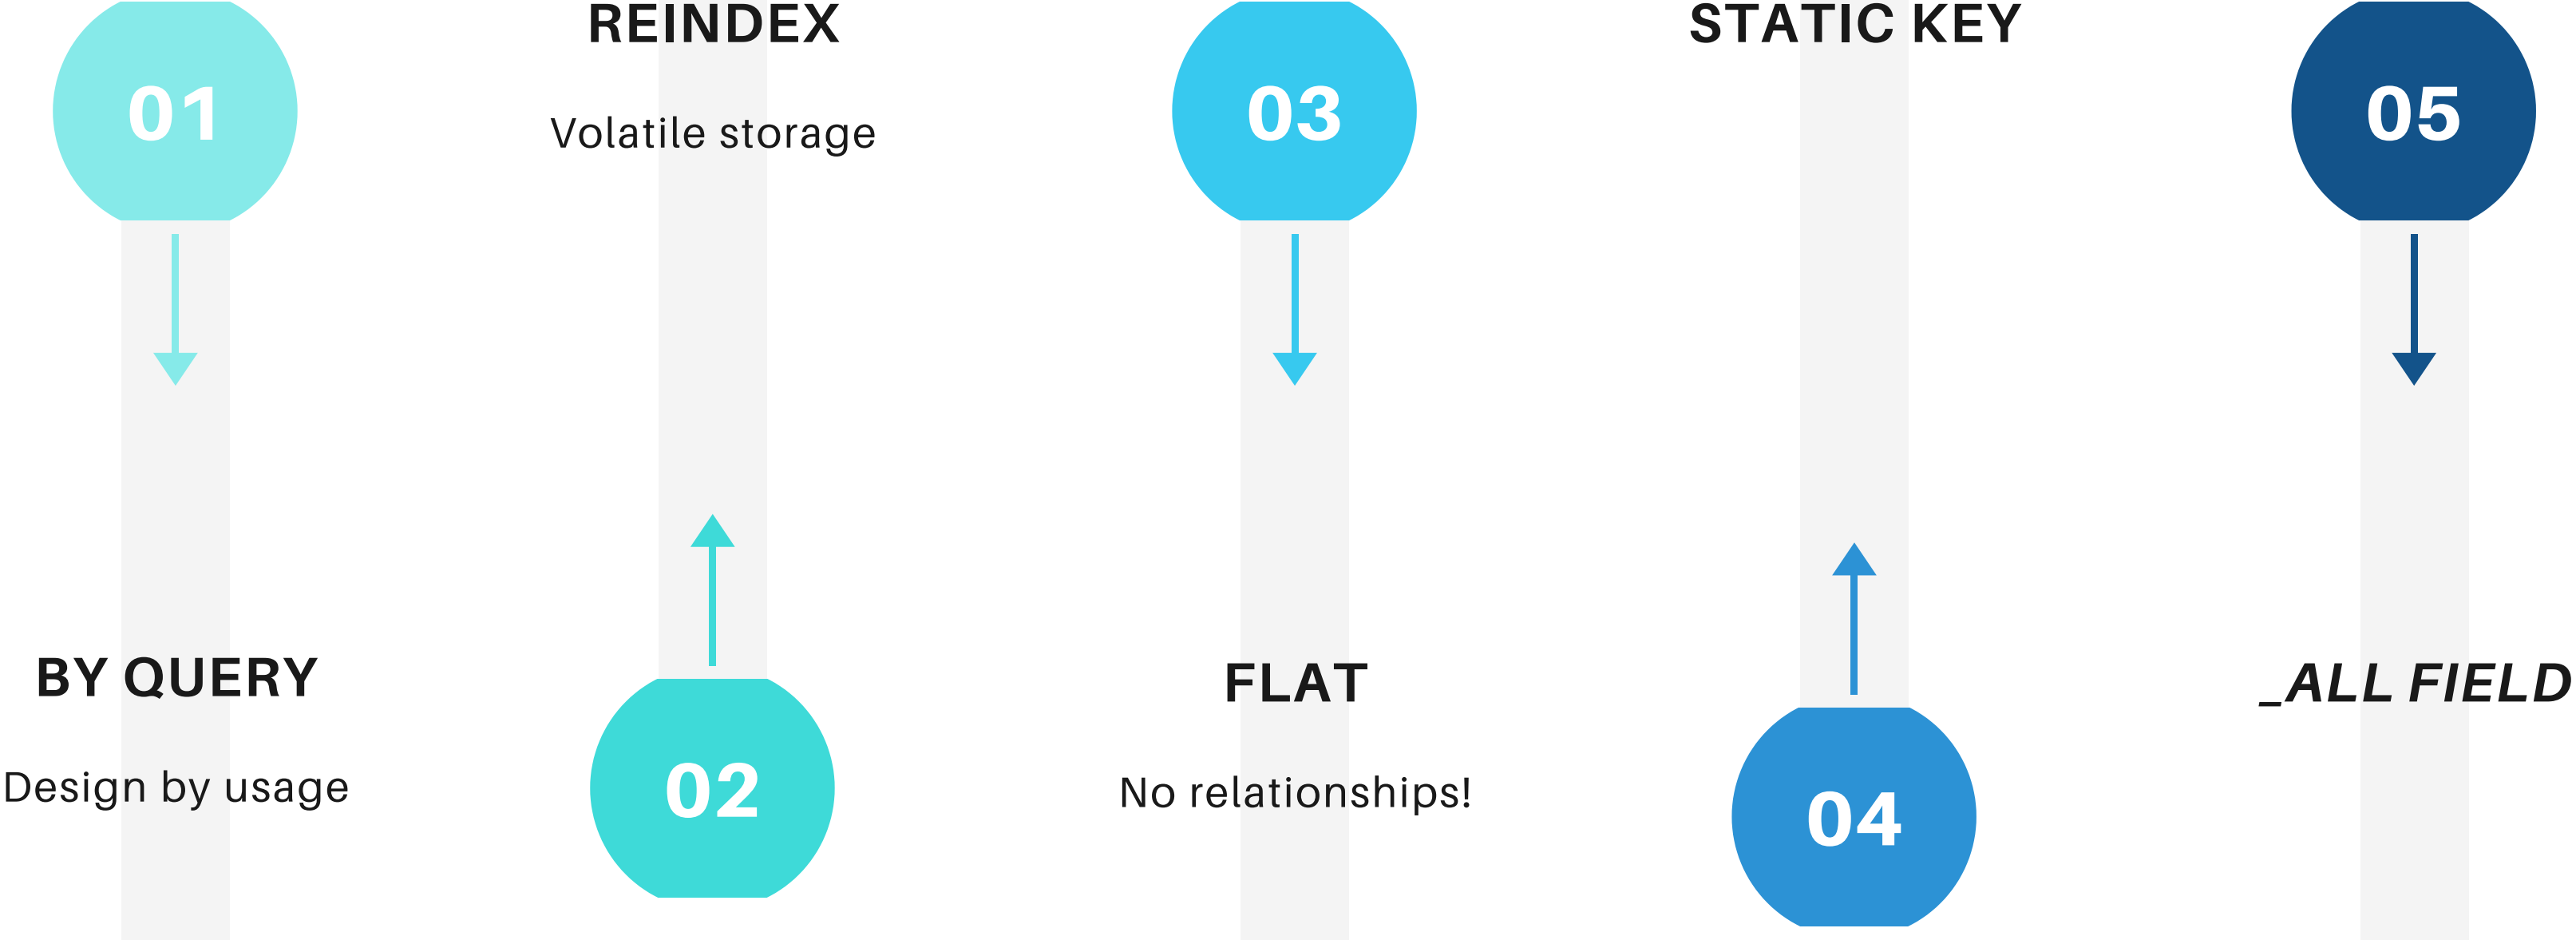 01
BY QUERY
Design by usage
REINDEX
Volatile storage
02
03
FLAT
No relationships!
STATIC KEY
04
05
_ALL FIELD